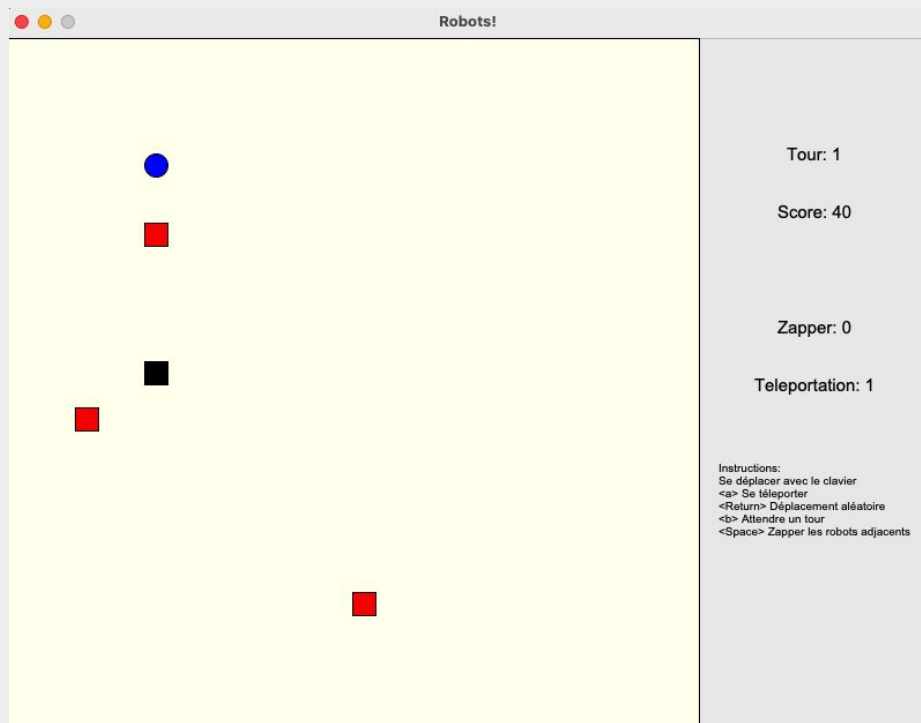 Robots!
Tour: 1
Score: 40
Zapper: 0
Teleportation: 1
Instructions:
Se déplacer avec le clavier
<a> Se téleporter
<Return> Déplacement aléatoire
<b> Attendre un tour
<Space> Zapper les robots adjacents